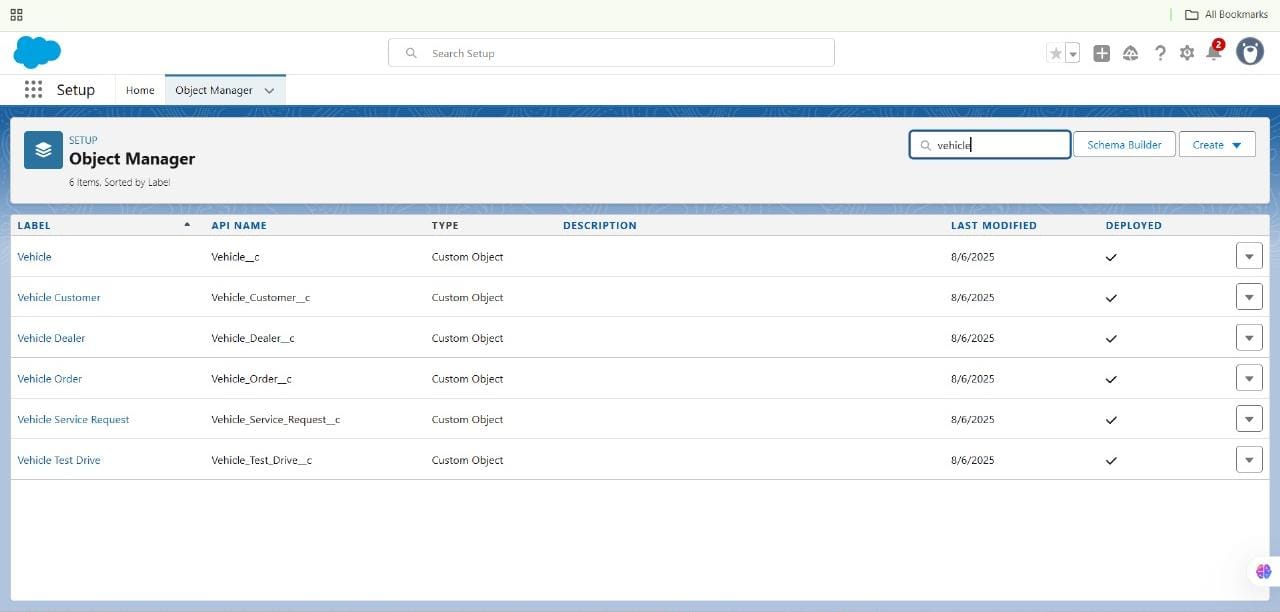 All Bookmarks
Search Setup
2
Setup Home Object Manager
SETUP
Object Manager
6 Items, Sorted by Label
vehicle
Schema Builder
Create
LABEL API NAME TYPE DESCRIPTION LAST MODIFIED DEPLOYED
Vehicle Vehicle__c Custom Object 8/6/2025
Vehicle Customer Vehicle_Customer__c Custom Object 8/6/2025
Vehicle Dealer Vehicle_Dealer__c Custom Object 8/6/2025
Vehicle Order Vehicle_Order__c Custom Object 8/6/2025
Vehicle Service Request Vehicle_Service_Request__c Custom Object 8/6/2025
Vehicle Test Drive Vehicle_Test_Drive__c Custom Object 8/6/2025